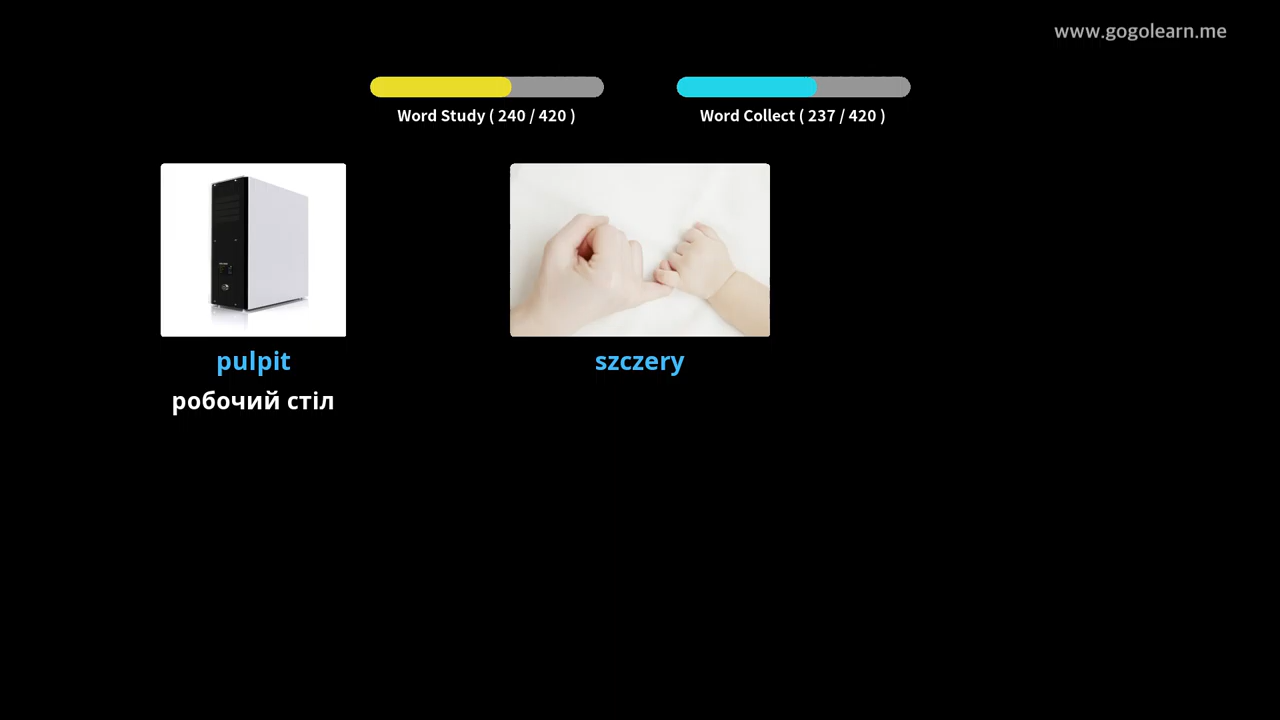 www.gogolearn.me
Word Study ( 240 / 420 )
Word Collect ( 237 / 420 )
pulpit
szczery
робочий стіл